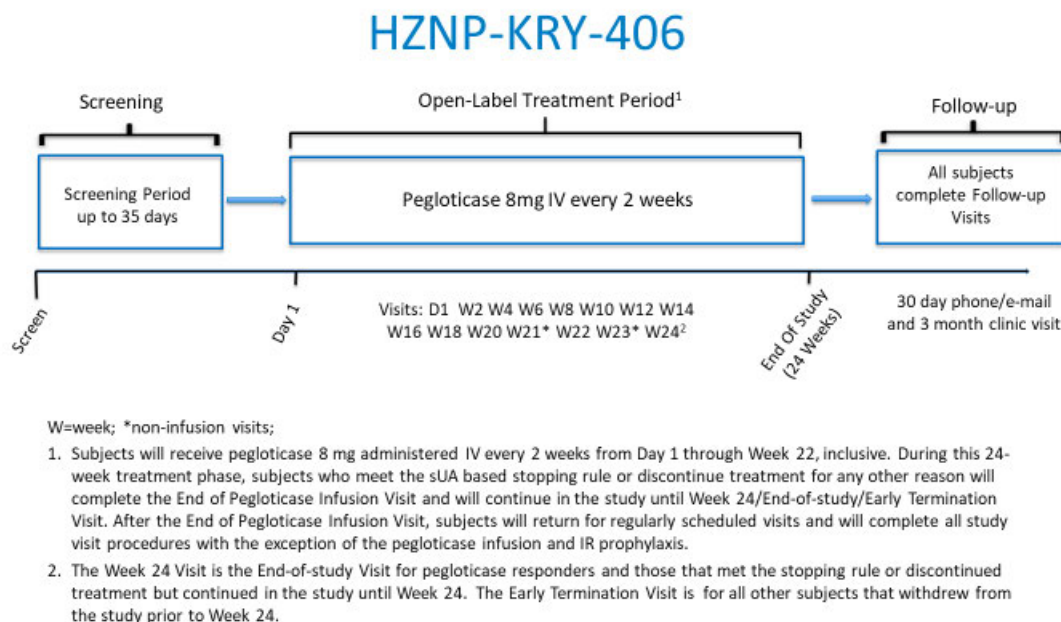 HZNP-KRY-406
Screening
Open-Label Treatment Period¹
Follow-up
Screening Period
up to 35 days
Pegloticase 8mg IV every 2 weeks
All subjects
complete Follow-up
Visits
Screen
Day 1
Visits: D1 W2 W4 W6 W8 W10 W12 W14
W16 W18 W20 W21* W22 W23* W24²
End Of Study
(24 Weeks)
30 day phone/e-mail
and 3 month clinic visit
W=week; *non-infusion visits;
1. Subjects will receive pegloticase 8 mg administered IV every 2 weeks from Day 1 through Week 22, inclusive. During this 24-
week treatment phase, subjects who meet the sUA based stopping rule or discontinue treatment for any other reason will
complete the End of Pegloticase Infusion Visit and will continue in the study until Week 24/End-of-study/Early Termination
Visit. After the End of Pegloticase Infusion Visit, subjects will return for regularly scheduled visits and will complete all study
visit procedures with the exception of the pegloticase infusion and IR prophylaxis.
2. The Week 24 Visit is the End-of-study Visit for pegloticase responders and those that met the stopping rule or discontinued
treatment but continued in the study until Week 24. The Early Termination Visit is for all other subjects that withdrew from
the study prior to Week 24.